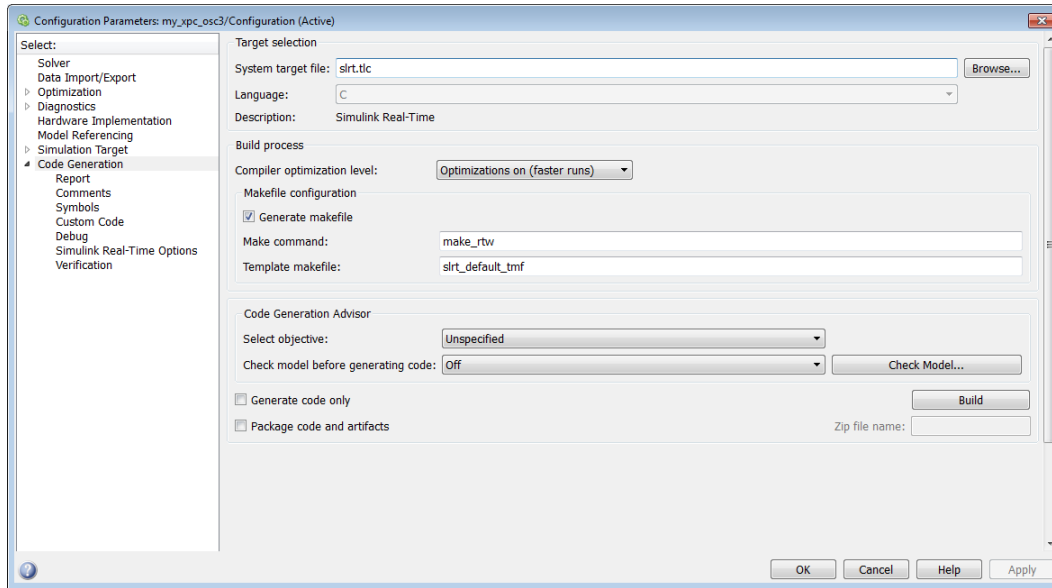 Configuration Parameters: my_xpc_osc3/Configuration (Active)
Select:
Solver
Data Import/Export
Optimization
Diagnostics
Hardware Implementation
Model Referencing
Simulation Target
Code Generation
Report
Comments
Symbols
Custom Code
Debug
Simulink Real-Time Options
Verification
Target selection
System target file: slrt.tlc Browse...
Language: C
Description: Simulink Real-Time
Build process
Compiler optimization level: Optimizations on (faster runs)
Makefile configuration
Generate makefile
Make command: make_rtw
Template makefile: slrt_default_tmf
Code Generation Advisor
Select objective: Unspecified
Check model before generating code: Off Check Model...
Generate code only Build
Package code and artifacts Zip file name:
OK Cancel Help Apply